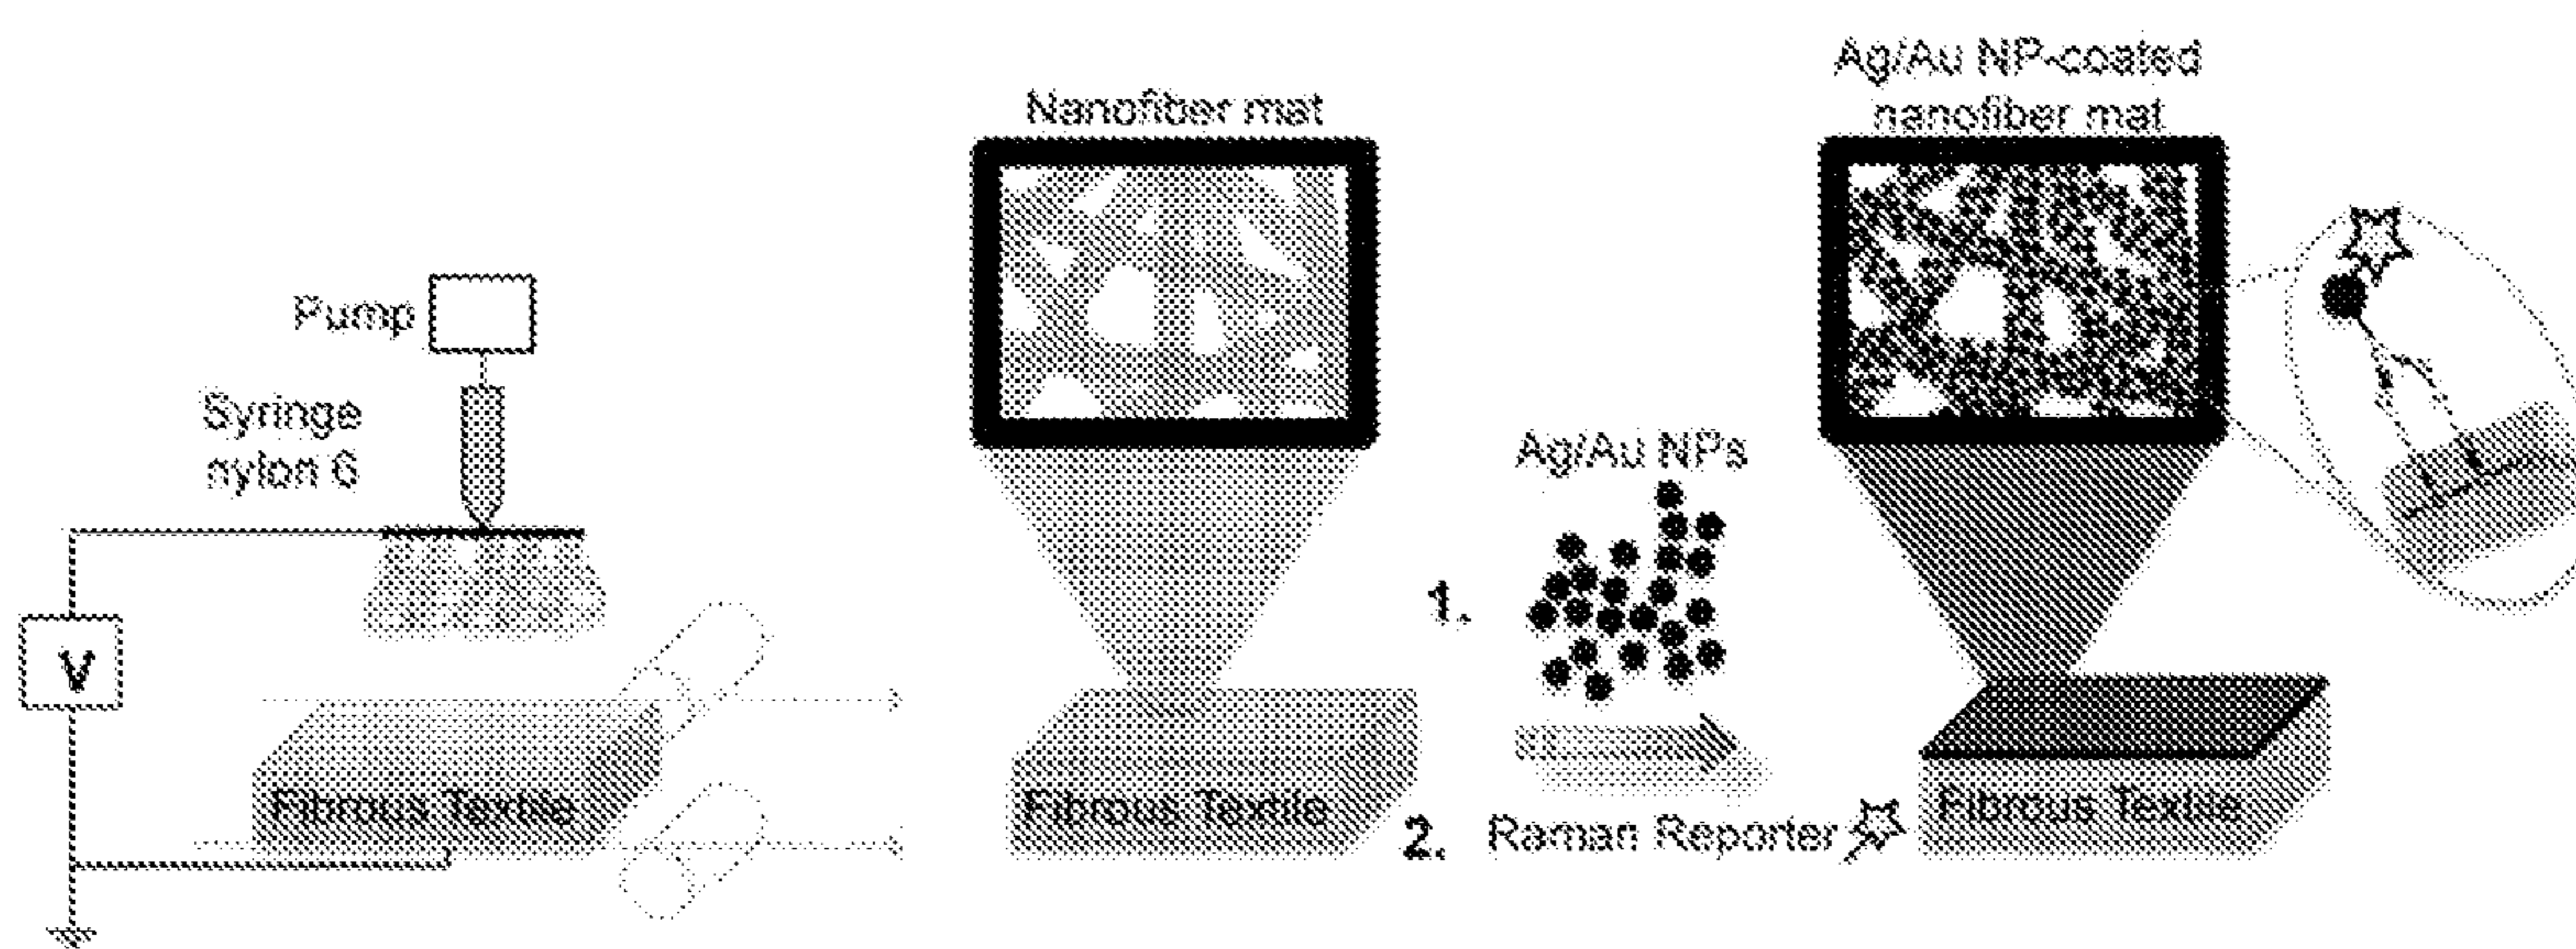 Pump
Syringe
nylon 6
V
Fibrous Textile
Nanofiber mat
Fibrous Textile
Ag/Au NPs
1.
2. Raman Reporter
Ag/Au NP-coated
nanofiber mat
Fibrous Textile